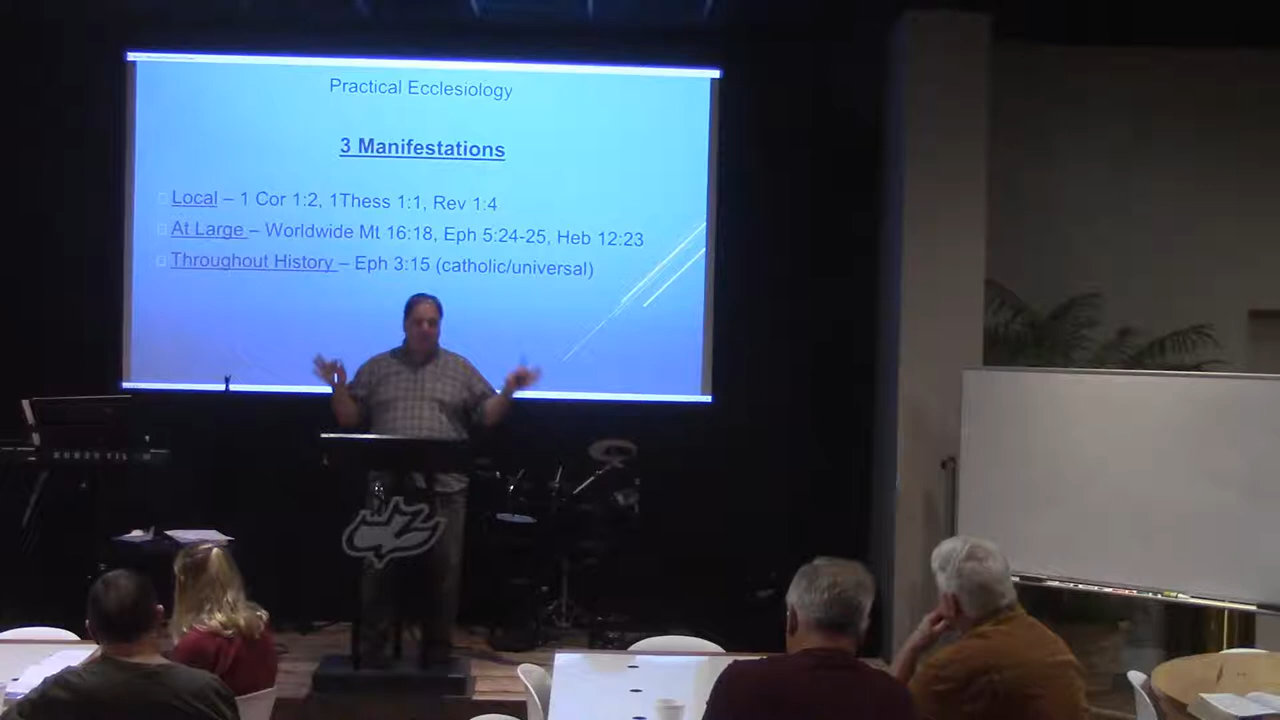 Practical Ecclesiology
3 Manifestations
Local – 1 Cor 1:2, 1Thess 1:1, Rev 1:4
At Large – Worldwide Mt 16:18, Eph 5:24-25, Heb 12:23
Throughout History – Eph 3:15 (catholic/universal)